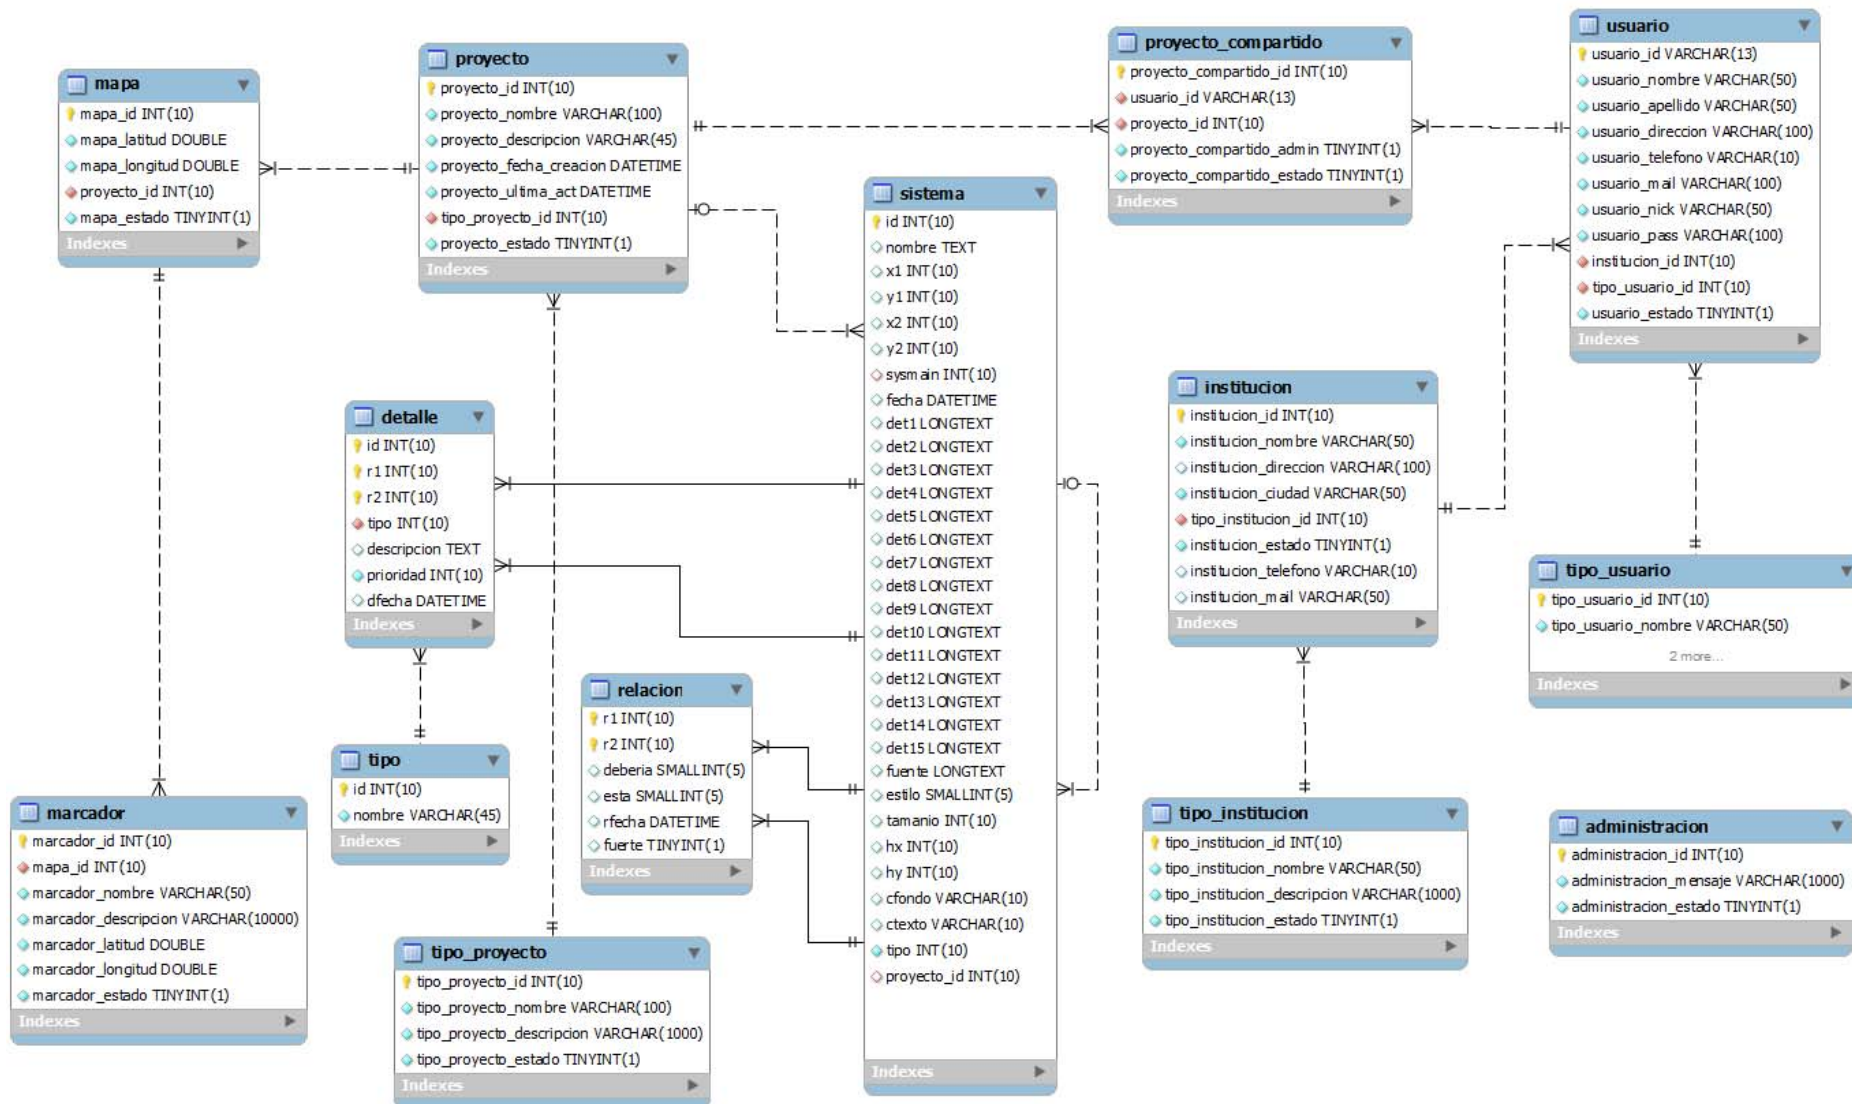 mapa
mapa_id INT(10)
mapa_latitud DOUBLE
mapa_longitud DOUBLE
proyecto_id INT(10)
mapa_estado TINYINT(1)
Indexes
proyecto
proyecto_id INT(10)
proyecto_nombre VARCHAR(100)
proyecto_descripcion VARCHAR(45)
proyecto_fecha_creacion DATETIME
proyecto_ultima_act DATETIME
tipo_proyecto_id INT(10)
proyecto_estado TINYINT(1)
Indexes
proyecto_compartido
proyecto_compartido_id INT(10)
usuario_id VARCHAR(13)
proyecto_id INT(10)
proyecto_compartido_admin TINYINT(1)
proyecto_compartido_estado TINYINT(1)
Indexes
usuario
usuario_id VARCHAR(13)
usuario_nombre VARCHAR(50)
usuario_apellido VARCHAR(50)
usuario_direccion VARCHAR(100)
usuario_telefono VARCHAR(10)
usuario_mail VARCHAR(100)
usuario_nick VARCHAR(50)
usuario_pass VARCHAR(100)
institucion_id INT(10)
tipo_usuario_id INT(10)
usuario_estado TINYINT(1)
Indexes
sistema
id INT(10)
nombre TEXT
x1 INT(10)
y1 INT(10)
x2 INT(10)
y2 INT(10)
sysmain INT(10)
fecha DATETIME
det1 LONGTEXT
det2 LONGTEXT
det3 LONGTEXT
det4 LONGTEXT
det5 LONGTEXT
det6 LONGTEXT
det7 LONGTEXT
det8 LONGTEXT
det9 LONGTEXT
det10 LONGTEXT
det11 LONGTEXT
det12 LONGTEXT
det13 LONGTEXT
det14 LONGTEXT
det15 LONGTEXT
fuente LONGTEXT
estilo SMALLINT(5)
tamanio INT(10)
hx INT(10)
hy INT(10)
cfondo VARCHAR(10)
ctexto VARCHAR(10)
tipo INT(10)
proyecto_id INT(10)
Indexes
detalle
id INT(10)
r1 INT(10)
r2 INT(10)
tipo INT(10)
descripcion TEXT
prioridad INT(10)
dfecha DATETIME
Indexes
institucion
institucion_id INT(10)
institucion_nombre VARCHAR(50)
institucion_direccion VARCHAR(100)
institucion_ciudad VARCHAR(50)
tipo_institucion_id INT(10)
institucion_estado TINYINT(1)
institucion_telefono VARCHAR(10)
institucion_mail VARCHAR(50)
Indexes
tipo_usuario
tipo_usuario_id INT(10)
tipo_usuario_nombre VARCHAR(50)
2 more...
Indexes
relacion
r1 INT(10)
r2 INT(10)
deberia SMALLINT(5)
esta SMALLINT(5)
rfecha DATETIME
fuerte TINYINT(1)
Indexes
tipo
id INT(10)
nombre VARCHAR(45)
Indexes
marcador
marcador_id INT(10)
mapa_id INT(10)
marcador_nombre VARCHAR(50)
marcador_descripcion VARCHAR(10000)
marcador_latitud DOUBLE
marcador_longitud DOUBLE
marcador_estado TINYINT(1)
Indexes
tipo_proyecto
tipo_proyecto_id INT(10)
tipo_proyecto_nombre VARCHAR(100)
tipo_proyecto_descripcion VARCHAR(1000)
tipo_proyecto_estado TINYINT(1)
Indexes
tipo_institucion
tipo_institucion_id INT(10)
tipo_institucion_nombre VARCHAR(50)
tipo_institucion_descripcion VARCHAR(1000)
tipo_institucion_estado TINYINT(1)
Indexes
administracion
administracion_id INT(10)
administracion_mensaje VARCHAR(1000)
administracion_estado TINYINT(1)
Indexes